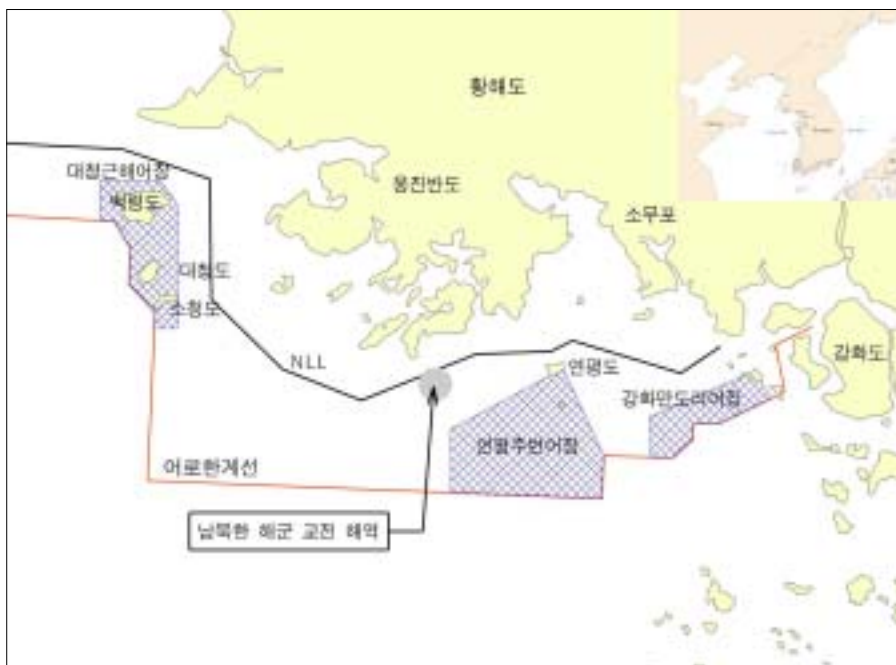 황해도
대청근해어장
백령도
옹진반도
소무포
대청도
소청도
NLL
연평도
강화도
강화만도리어장
연평주변어장
어로한계선
남북한 해군 교전 해역